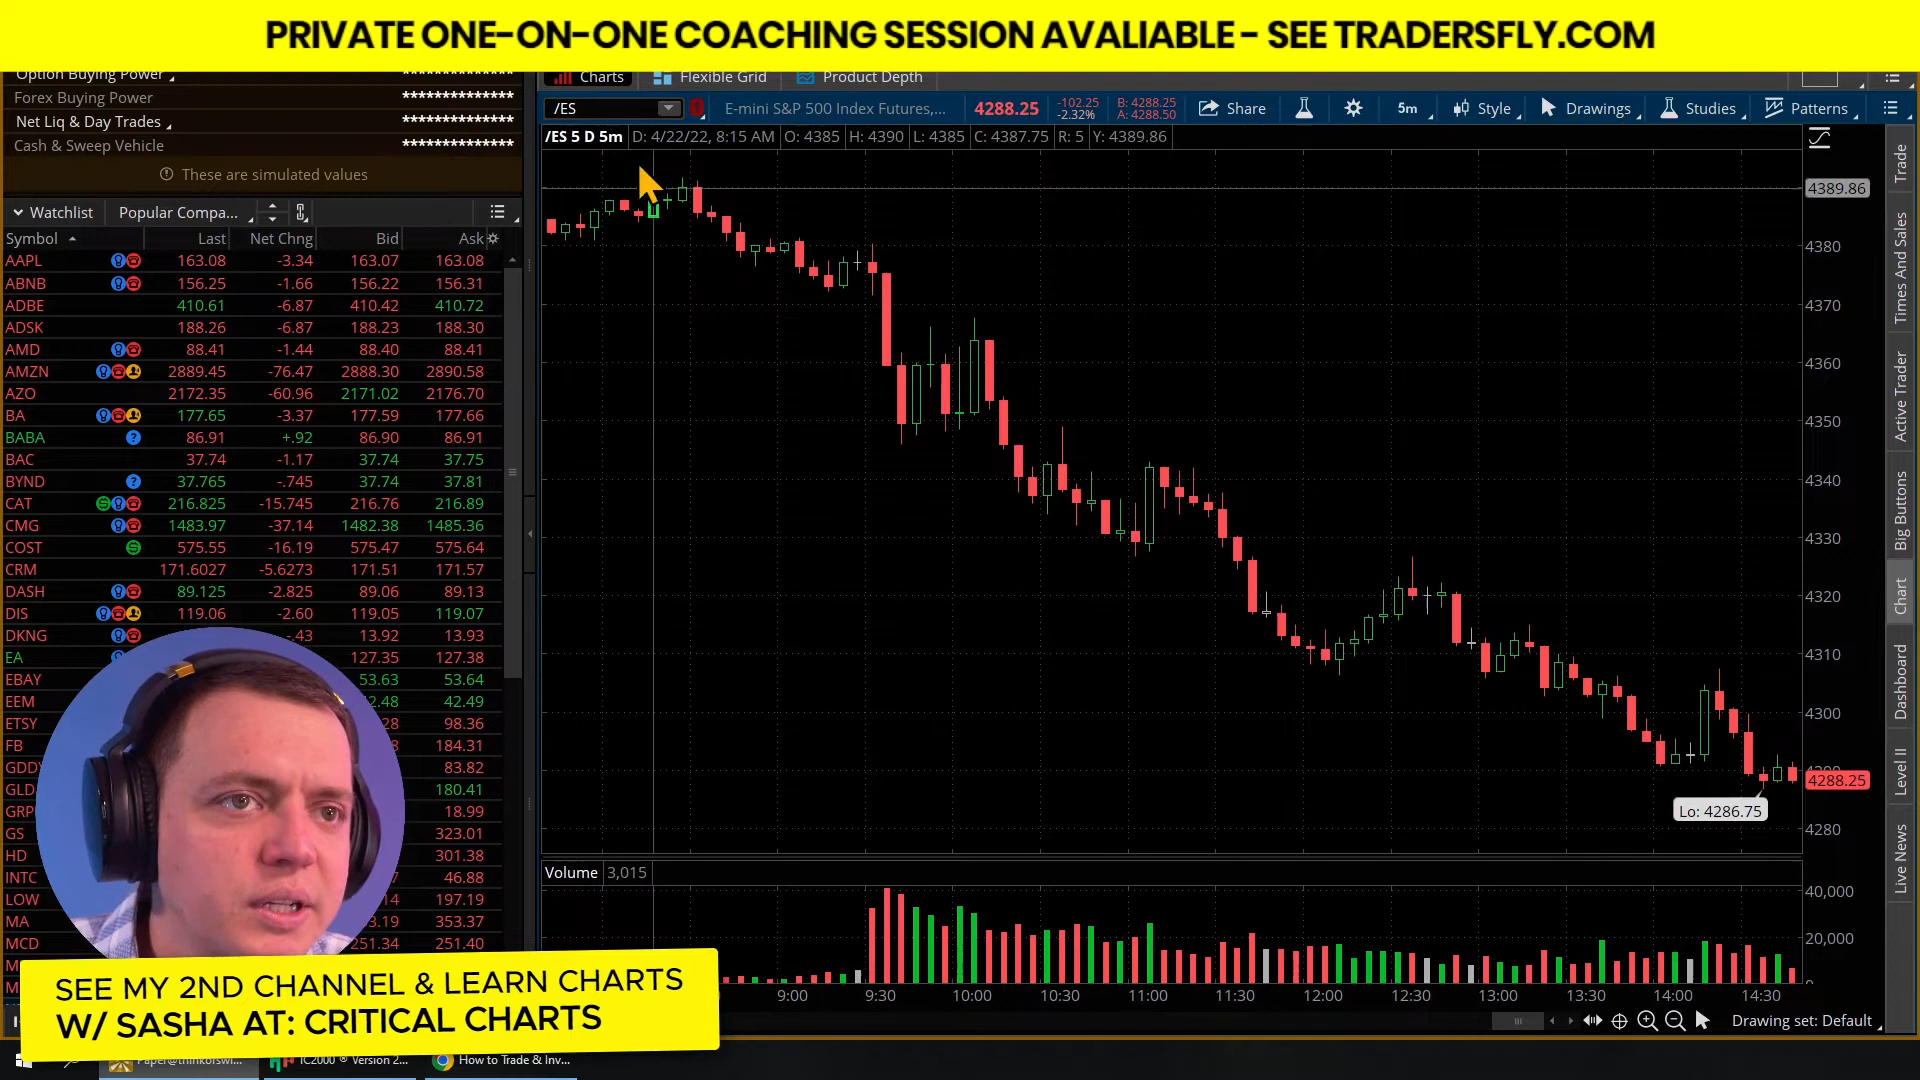 PRIVATE ONE-ON-ONE COACHING SESSION AVALIABLE - SEE TRADERSFLY.COM
Option Buying Power **************
Forex Buying Power **************
Net Liq & Day Trades **************
Cash & Sweep Vehicle **************
These are simulated values
Watchlist Popular Compa...
Symbol Last Net Chng Bid Ask
AAPL 163.08 -3.34 163.07 163.08
ABNB 156.25 -1.66 156.22 156.31
ADBE 410.61 -6.87 410.42 410.72
ADSK 188.26 -6.87 188.23 188.30
AMD 88.41 -1.44 88.40 88.41
AMZN 2889.45 -76.47 2888.30 2890.58
AZO 2172.35 -60.96 2171.02 2176.70
BA 177.65 -3.37 177.59 177.66
BABA 86.91 +.92 86.90 86.91
BAC 37.74 -1.17 37.74 37.75
BYND 37.765 -.745 37.74 37.81
CAT 216.825 -15.745 216.76 216.89
CMG 1483.97 -37.14 1482.38 1485.36
COST 575.55 -16.19 575.47 575.64
CRM 171.6027 -5.6273 171.51 171.57
DASH 89.125 -2.825 89.06 89.13
DIS 119.06 -2.60 119.05 119.07
DKNG -.43 13.92 13.93
EA 127.35 127.38
EBAY 53.63 53.64
EEM 2.48 42.49
ETSY 28 98.36
FB 184.31
GDDY 83.82
GLD 180.41
GRP 18.99
GS 323.01
HD 301.38
INTC 46.88
LOW 14 197.19
MA 3.19 353.37
MCD 251.34 251.40
Charts Flexible Grid Product Depth
/ES E-mini S&P 500 Index Futures,... 4288.25 -102.25 -2.32% B: 4288.25 A: 4288.50 Share 5m Style Drawings Studies Patterns
/ES 5 D 5m D: 4/22/22, 8:15 AM O: 4385 H: 4390 L: 4385 C: 4387.75 R: 5 Y: 4389.86
4389.86
4380
4370
4360
4350
4340
4330
4320
4310
4300
4288.25
Lo: 4286.75
4280
Volume 3,015
40,000
20,000
9:00 9:30 10:00 10:30 11:00 11:30 12:00 12:30 13:00 13:30 14:00 14:30
Drawing set: Default
Trade
Times And Sales
Active Trader
Big Buttons
Chart
Dashboard
Level II
Live News
SEE MY 2ND CHANNEL & LEARN CHARTS
W/ SASHA AT: CRITICAL CHARTS
TC2000 ® Version 2...
How to Trade & Inv...